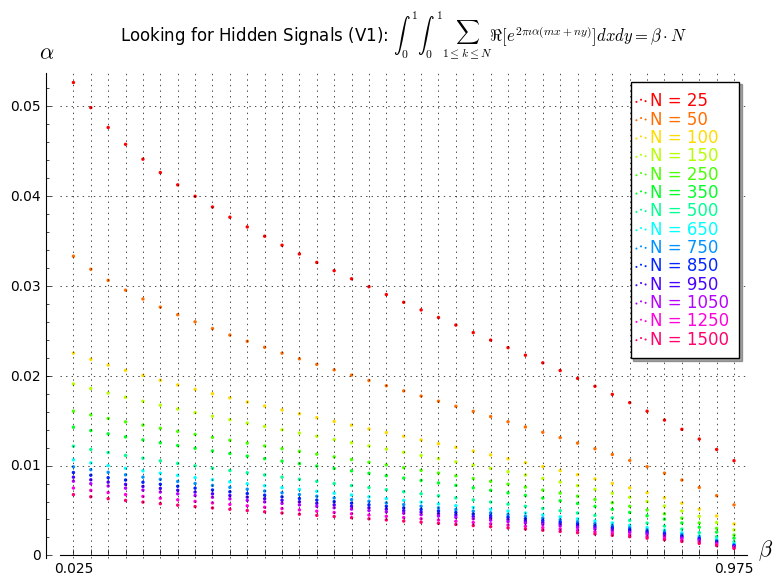 Looking for Hidden Signals (V1): $\int_0^1 \int_0^1 \sum_{1 \leq k \leq N} \Re[e^{2\pi\imath\alpha(mx+ny)}]dxdy = \beta \cdot N$
α
0.05
0.04
0.03
0.02
0.01
0
0.025
0.975
β
N = 25
N = 50
N = 100
N = 150
N = 250
N = 350
N = 500
N = 650
N = 750
N = 850
N = 950
N = 1050
N = 1250
N = 1500